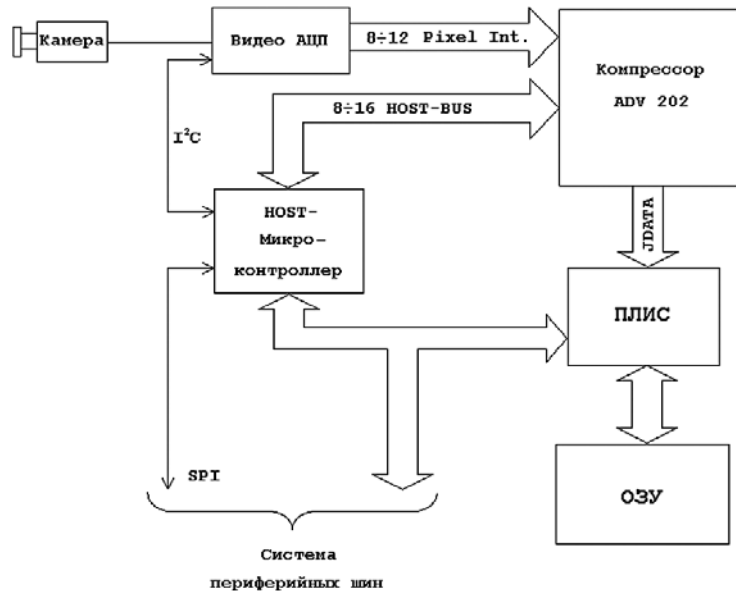 Камера
Видео АЦП
8÷12 Pixel Int.
Компрессор
ADV 202
8÷16 HOST-BUS
I²C
HOST-
Микро-
контроллер
JDATA
ПЛИС
SPI
ОЗУ
Система
периферийных шин